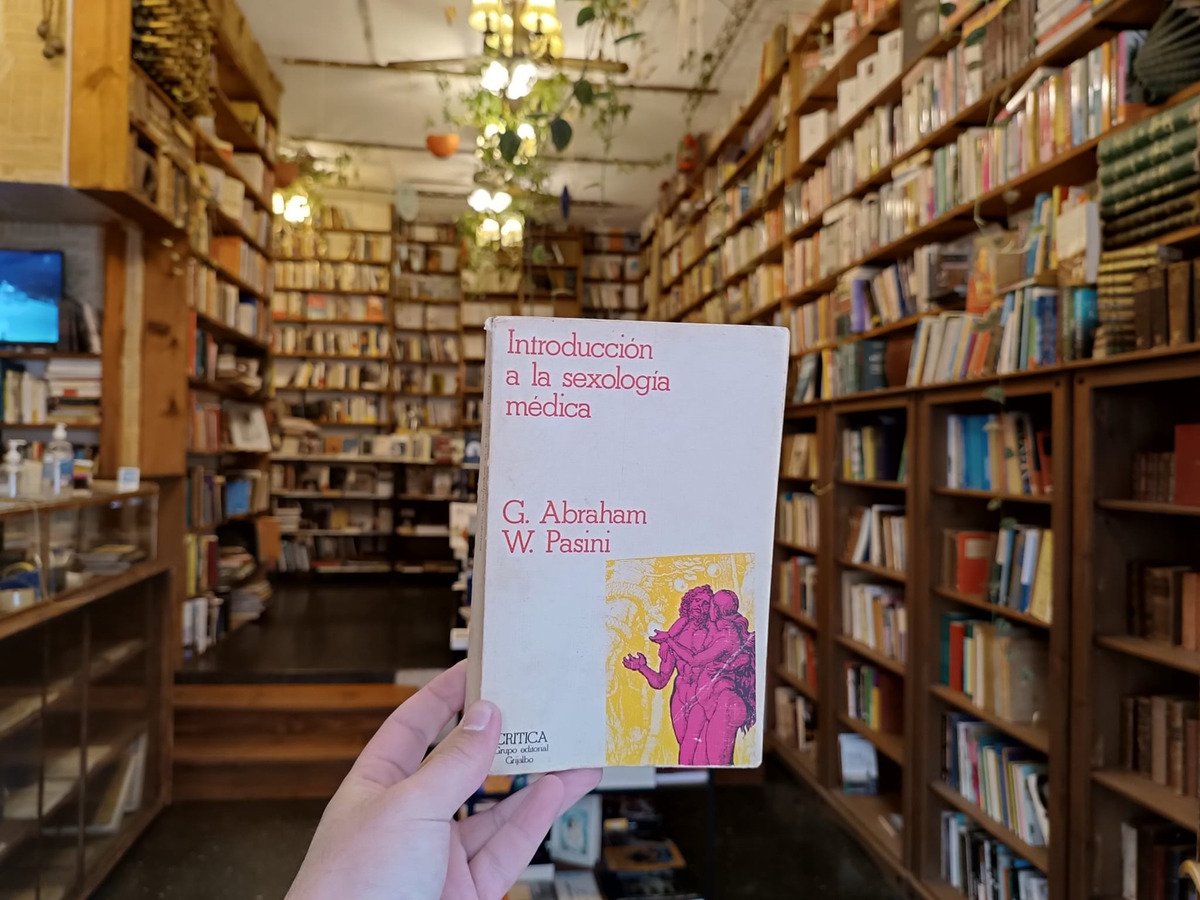 Introducción
a la sexología
médica
G. Abraham
W. Pasini
CRITICA
Grupo editorial
Grijalbo